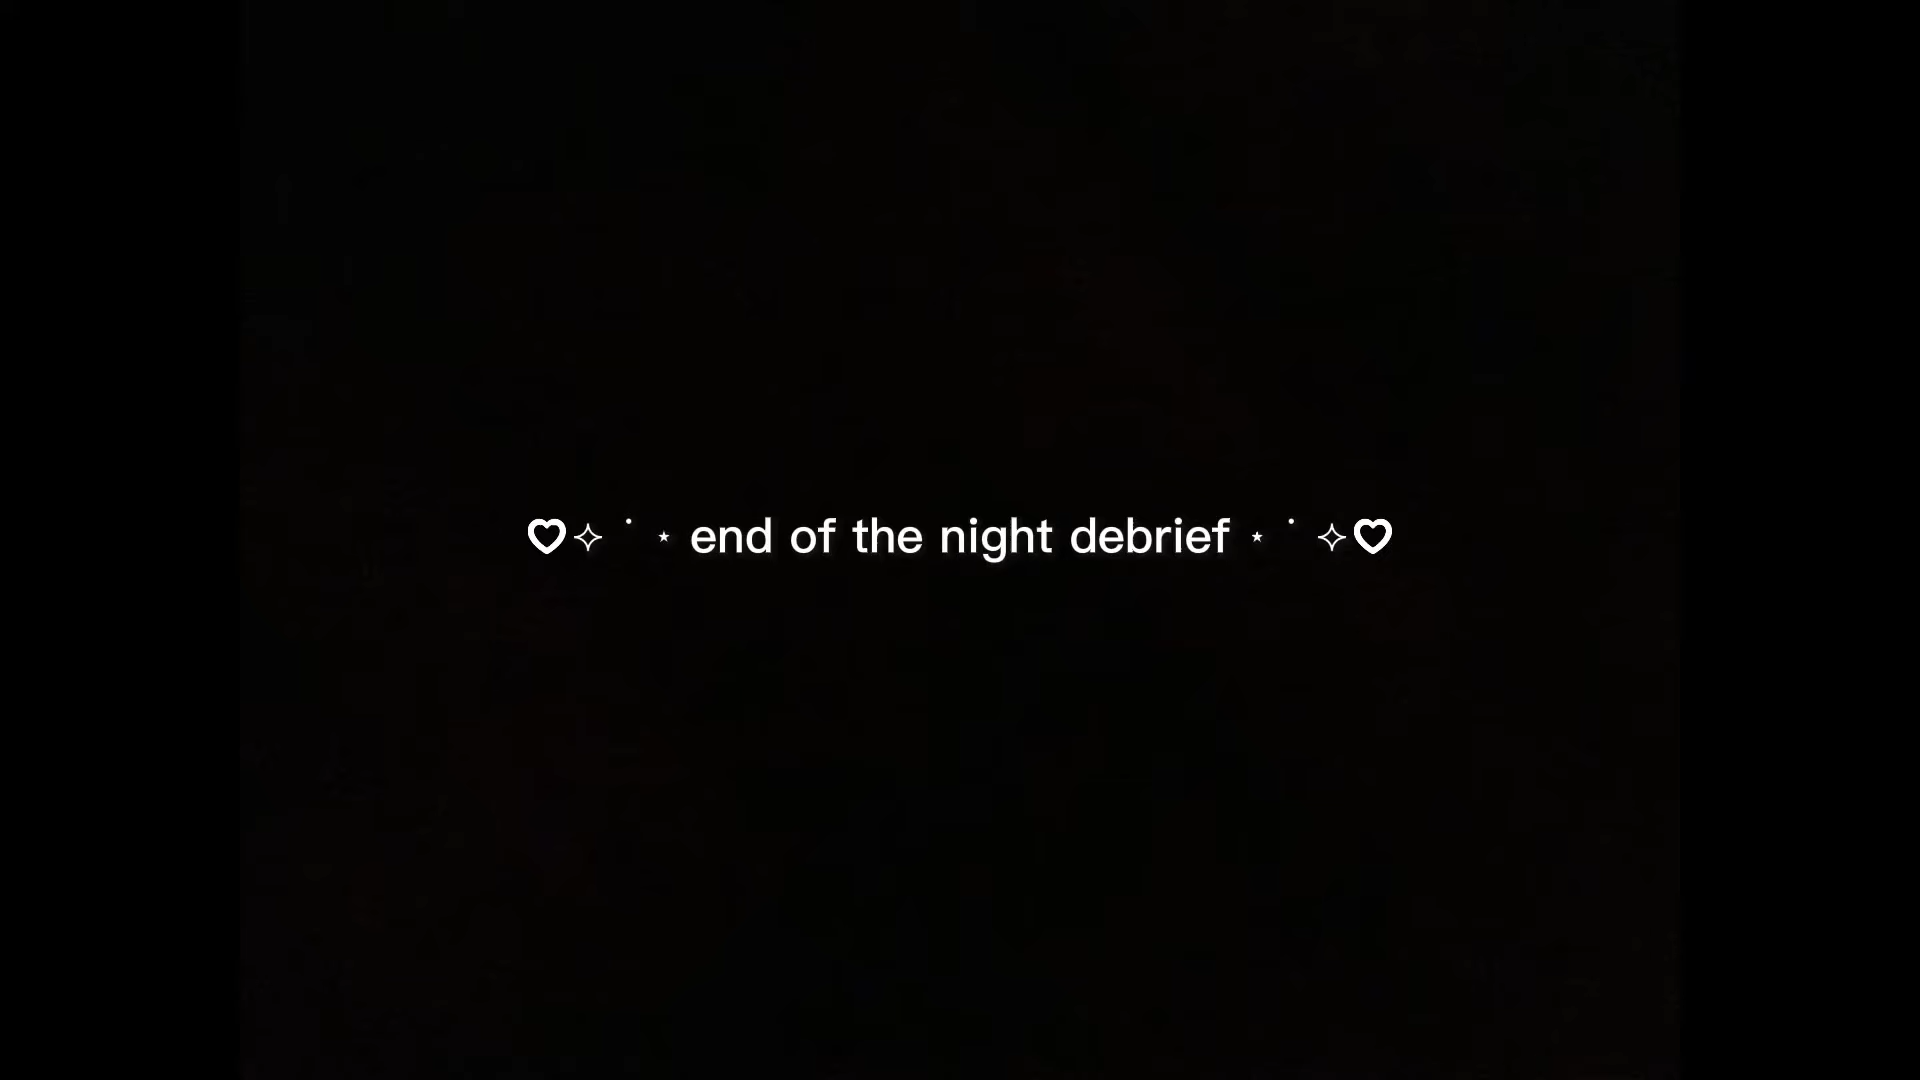 ♡✧ ˙ ⋆ end of the night debrief ⋆ ˙ ✧♡